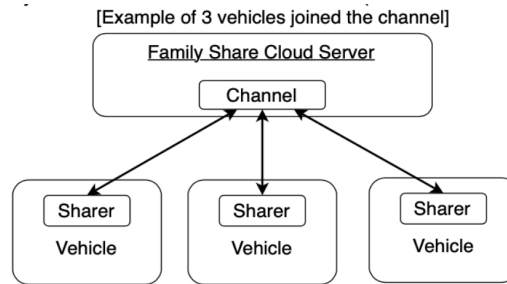 [Example of 3 vehicles joined the channel]
Family Share Cloud Server
Channel
Sharer
Sharer
Sharer
Vehicle
Vehicle
Vehicle